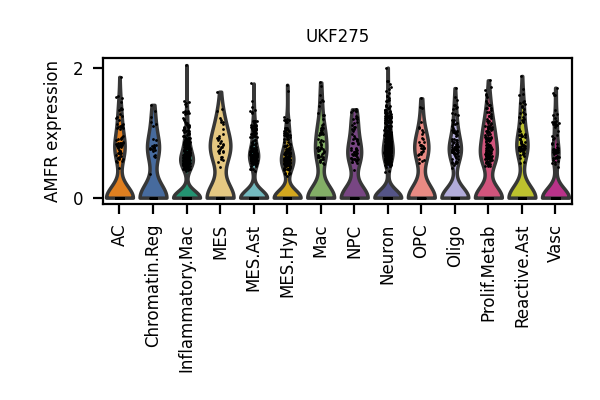 UKF275
AMFR expression
2
0
AC
Chromatin.Reg
Inflammatory.Mac
MES
MES.Ast
MES.Hyp
Mac
NPC
Neuron
OPC
Oligo
Prolif.Metab
Reactive.Ast
Vasc